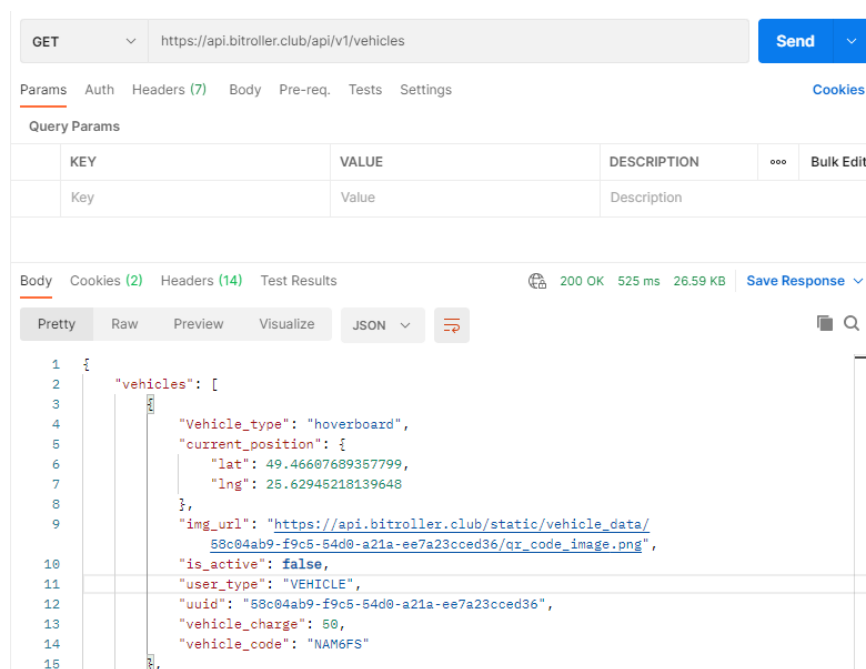 GET https://api.bitroller.club/api/v1/vehicles Send
Params Auth Headers (7) Body Pre-req. Tests Settings Cookies
Query Params
KEY VALUE DESCRIPTION ooo Bulk Edit
Key Value Description
Body Cookies (2) Headers (14) Test Results 200 OK 525 ms 26.59 KB Save Response
Pretty Raw Preview Visualize JSON
1 {
2 "vehicles": [
3 {
4 "Vehicle_type": "hoverboard",
5 "current_position": {
6 "lat": 49.46607689357799,
7 "lng": 25.62945218139648
8 },
9 "img_url": "https://api.bitroller.club/static/vehicle_data/
58c04ab9-f9c5-54d0-a21a-ee7a23cced36/qr_code_image.png",
10 "is_active": false,
11 "user_type": "VEHICLE",
12 "uuid": "58c04ab9-f9c5-54d0-a21a-ee7a23cced36",
13 "vehicle_charge": 50,
14 "vehicle_code": "NAM6FS"
15 },